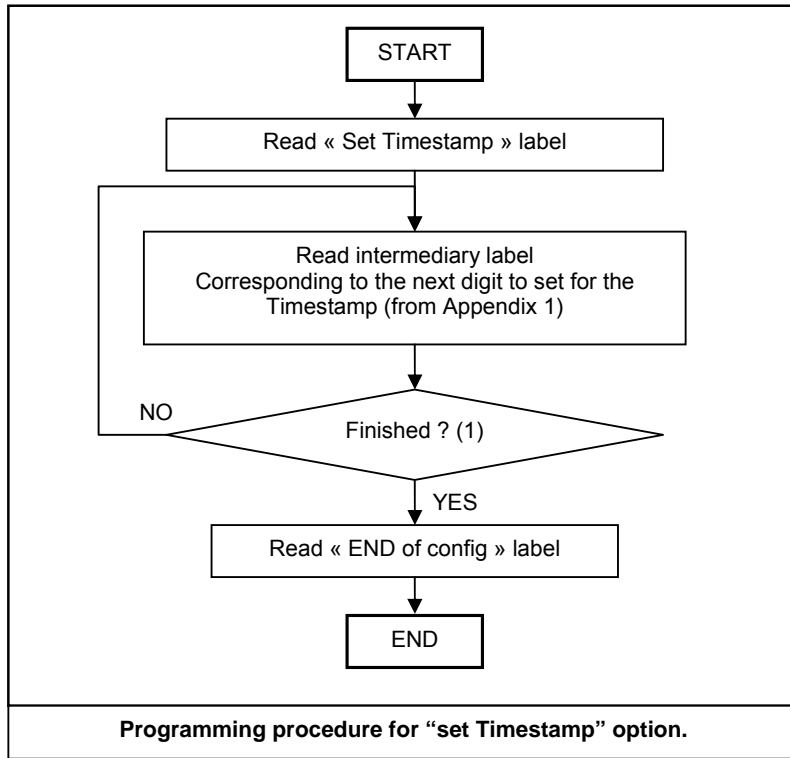 START
Read « Set Timestamp » label
Read intermediary label
Corresponding to the next digit to set for the
Timestamp (from Appendix 1)
NO
Finished ? (1)
YES
Read « END of config » label
END
Programming procedure for “set Timestamp” option.